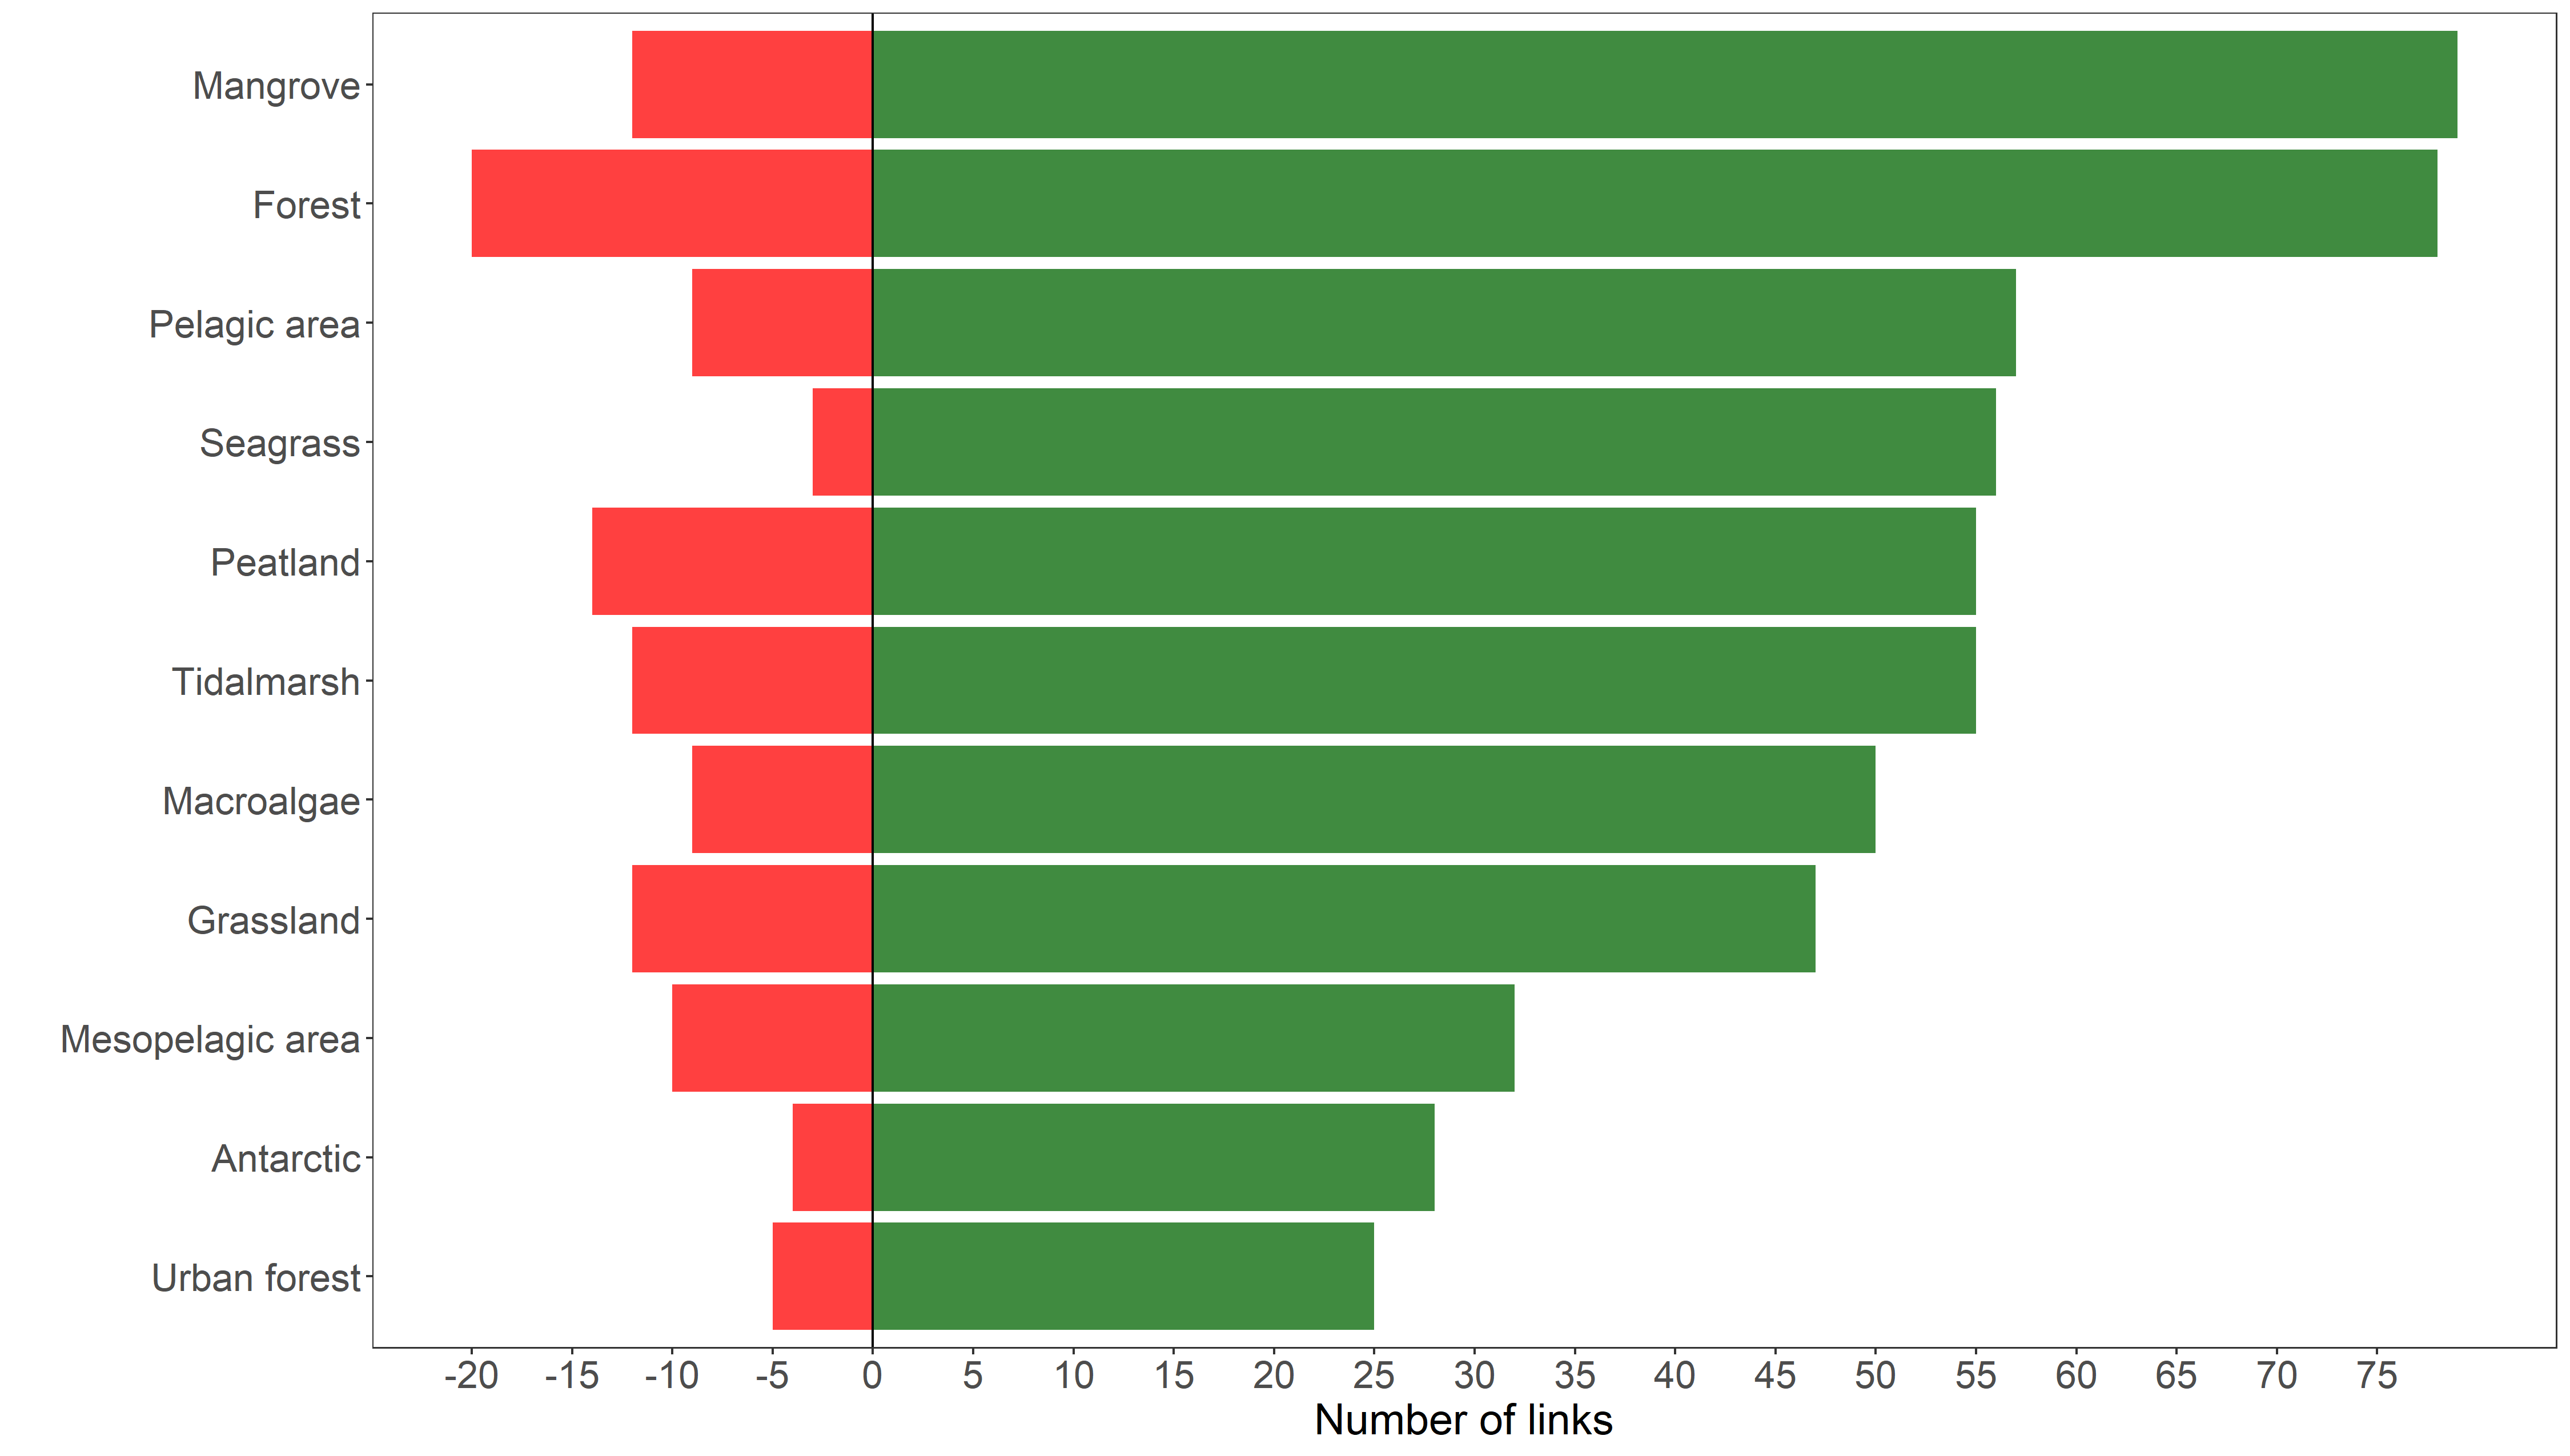 Mangrove
Forest
Pelagic area
Seagrass
Peatland
Tidalmarsh
Macroalgae
Grassland
Mesopelagic area
Antarctic
Urban forest
-20 -15 -10 -5 0 5 10 15 20 25 30 35 40 45 50 55 60 65 70 75
Number of links